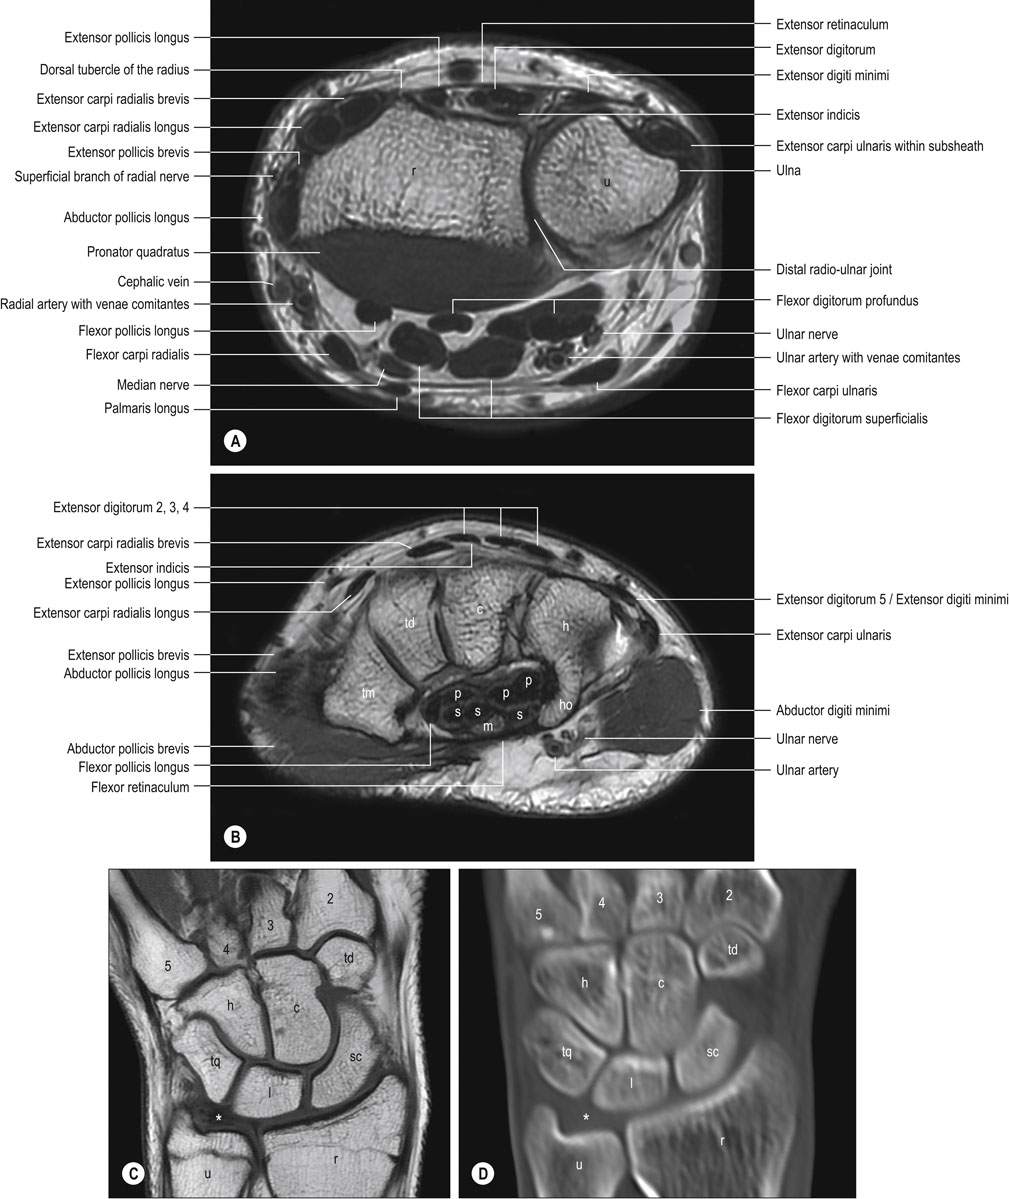 Extensor pollicis longus
Dorsal tubercle of the radius
Extensor carpi radialis brevis
Extensor carpi radialis longus
Extensor pollicis brevis
Superficial branch of radial nerve
Abductor pollicis longus
Pronator quadratus
Cephalic vein
Radial artery with venae comitantes
Flexor pollicis longus
Flexor carpi radialis
Median nerve
Palmaris longus
r
u
Extensor retinaculum
Extensor digitorum
Extensor digiti minimi
Extensor indicis
Extensor carpi ulnaris within subsheath
Ulna
Distal radio-ulnar joint
Flexor digitorum profundus
Ulnar nerve
Ulnar artery with venae comitantes
Flexor carpi ulnaris
Flexor digitorum superficialis
A
Extensor digitorum 2, 3, 4
Extensor carpi radialis brevis
Extensor indicis
Extensor pollicis longus
Extensor carpi radialis longus
Extensor pollicis brevis
Abductor pollicis longus
Abductor pollicis brevis
Flexor pollicis longus
Flexor retinaculum
td
c
h
tm
p
p
p
s
s
s
m
ho
Extensor digitorum 5 / Extensor digiti minimi
Extensor carpi ulnaris
Abductor digiti minimi
Ulnar nerve
Ulnar artery
B
2
3
4
5
td
h
c
tq
sc
l
*
u
r
C
2
3
4
5
td
h
c
tq
sc
l
*
r
u
D